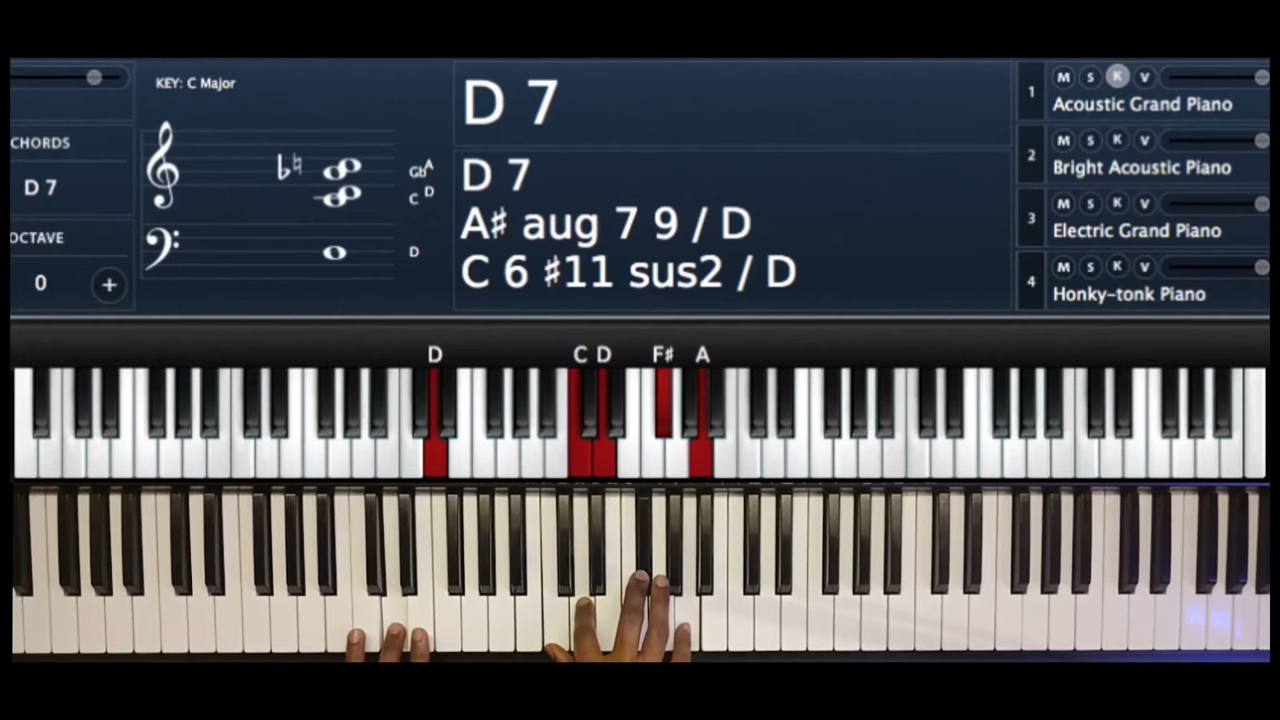 KEY: C Major
CHORDS
D 7
OCTAVE
0
+
GbA
C D
D
D 7
D 7
A♯ aug 7 9 / D
C 6 ♯11 sus2 / D
1
M S K V
Acoustic Grand Piano
2
M S K V
Bright Acoustic Piano
3
M S K V
Electric Grand Piano
4
M S K V
Honky-tonk Piano
D C D F♯ A